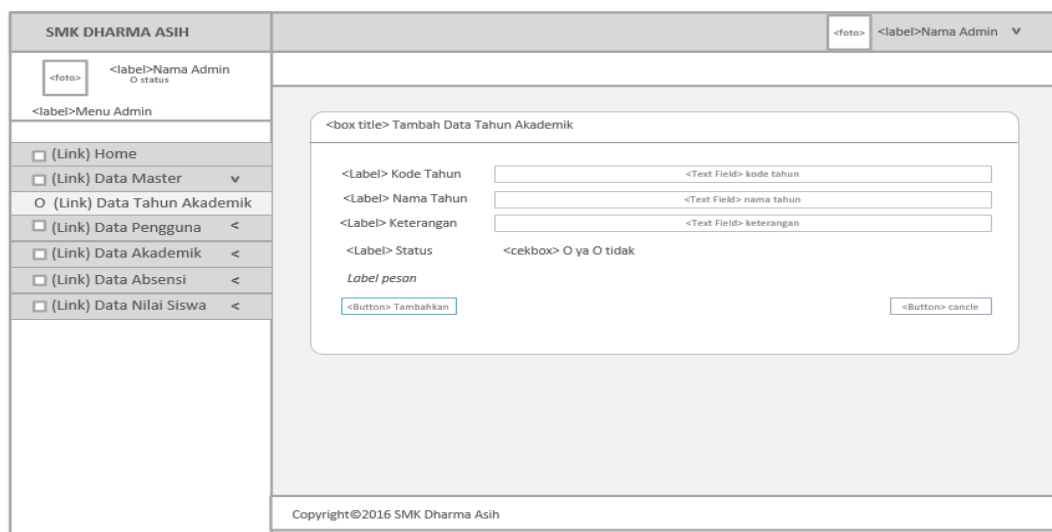 SMK DHARMA ASIH
<foto> <label>Nama Admin v
<foto> <label>Nama Admin
O status
<label>Menu Admin
(Link) Home
(Link) Data Master v
O (Link) Data Tahun Akademik
(Link) Data Pengguna <
(Link) Data Akademik <
(Link) Data Absensi <
(Link) Data Nilai Siswa <
<box title> Tambah Data Tahun Akademik
<Label> Kode Tahun <Text Field> kode tahun
<Label> Nama Tahun <Text Field> nama tahun
<Label> Keterangan <Text Field> keterangan
<Label> Status <cekbox> O ya O tidak
Label pesan
<Button> Tambahkan <Button> cancle
Copyright©2016 SMK Dharma Asih